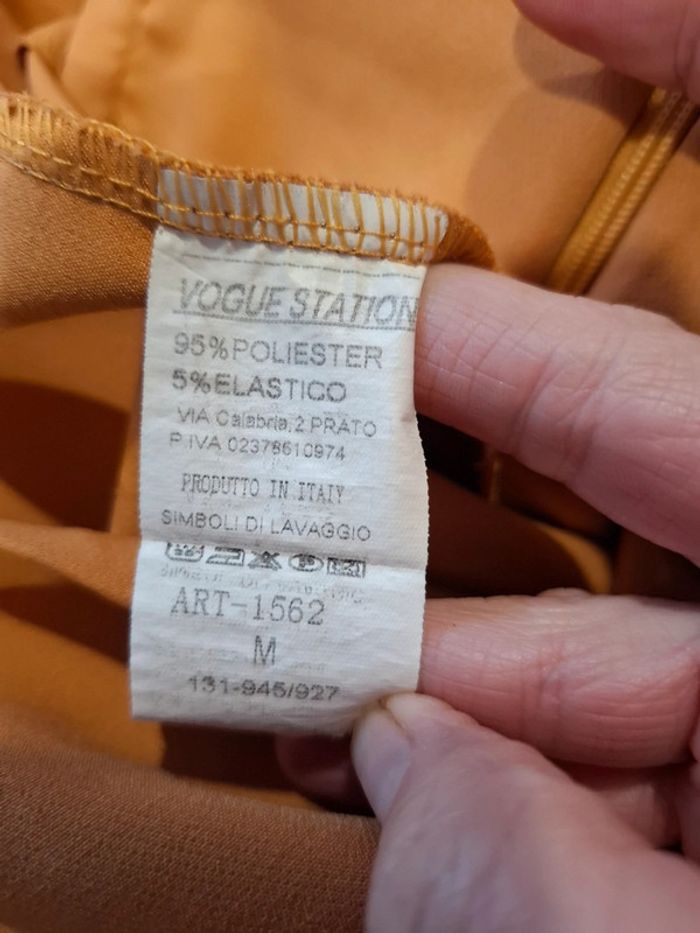 VOGUE STATION
95%POLIESTER
5%ELASTICO
VIA Calabria,2 PRATO
P.IVA 02378610974
PRODUTTO IN ITAIY
SIMBOLI DI LAVAGGIO
ART-1562
M
131-945/927